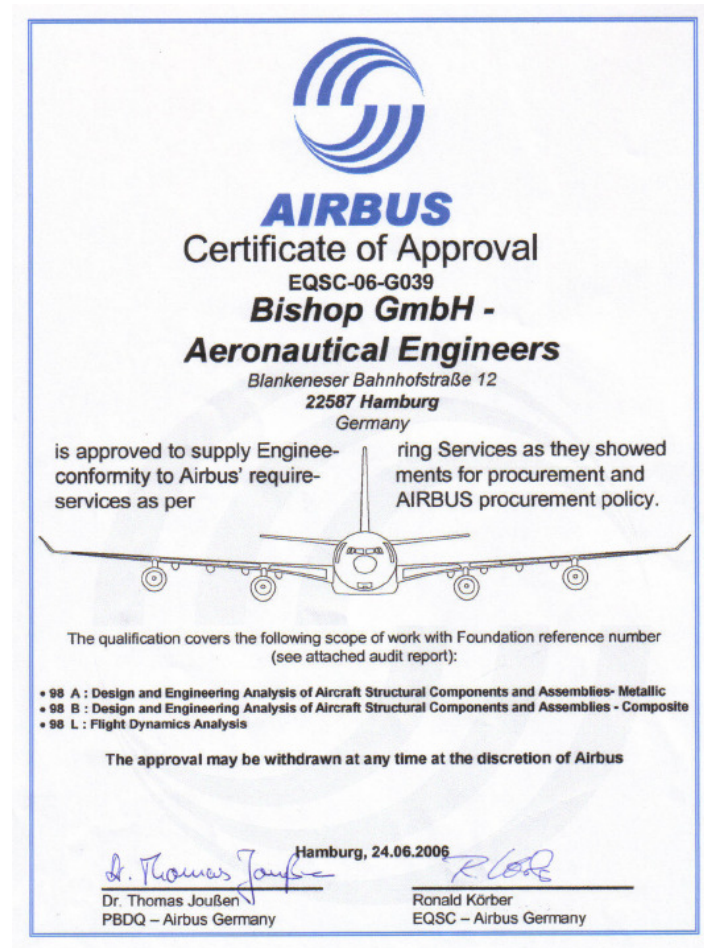 AIRBUS
Certificate of Approval
EQSC-06-G039
Bishop GmbH -
Aeronautical Engineers
Blankeneser Bahnhofstraße 12
22587 Hamburg
Germany
is approved to supply Enginee- ring Services as they showed
conformity to Airbus' require- ments for procurement and
services as per AIRBUS procurement policy.
The qualification covers the following scope of work with Foundation reference number
(see attached audit report):
• 98 A : Design and Engineering Analysis of Aircraft Structural Components and Assemblies- Metallic
• 98 B : Design and Engineering Analysis of Aircraft Structural Components and Assemblies - Composite
• 98 L : Flight Dynamics Analysis
The approval may be withdrawn at any time at the discretion of Airbus
Hamburg, 24.06.2006
Dr. Thomas Joußen
Dr. Thomas Joußen Ronald Körber
PBDQ – Airbus Germany EQSC – Airbus Germany